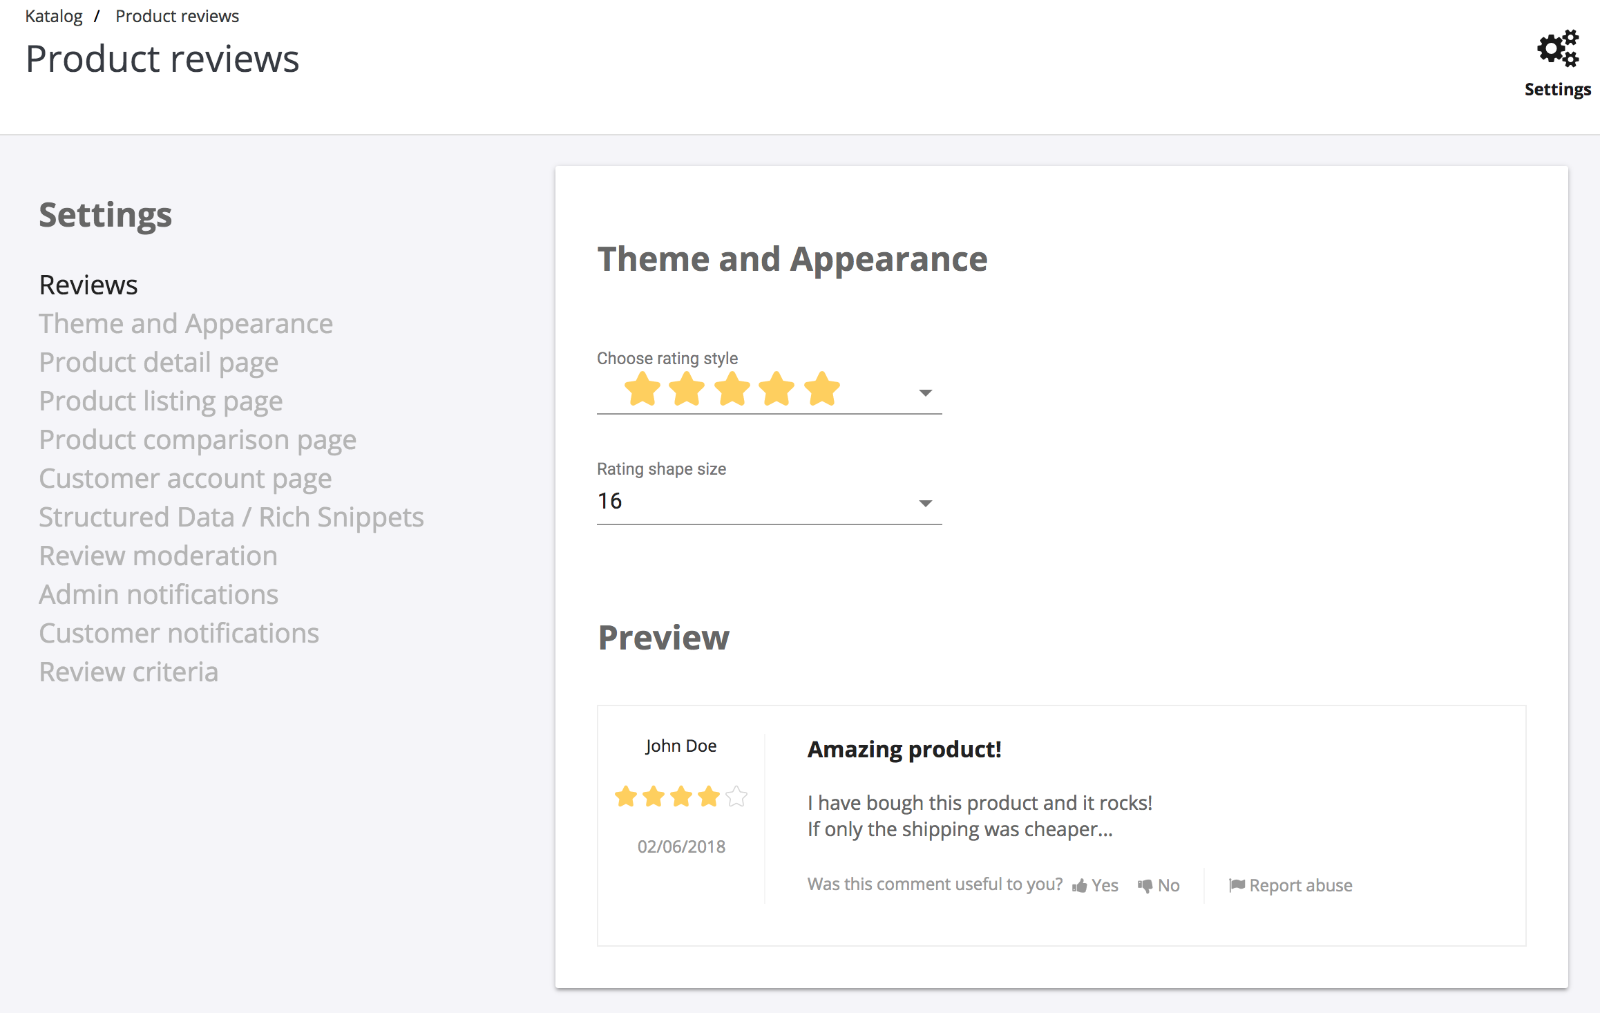 Katalog / Product reviews
Product reviews
Settings
Settings
Reviews
Theme and Appearance
Product detail page
Product listing page
Product comparison page
Customer account page
Structured Data / Rich Snippets
Review moderation
Admin notifications
Customer notifications
Review criteria
Theme and Appearance
Choose rating style
Rating shape size
16
Preview
John Doe
02/06/2018
Amazing product!
I have bough this product and it rocks!
If only the shipping was cheaper...
Was this comment useful to you? Yes No Report abuse